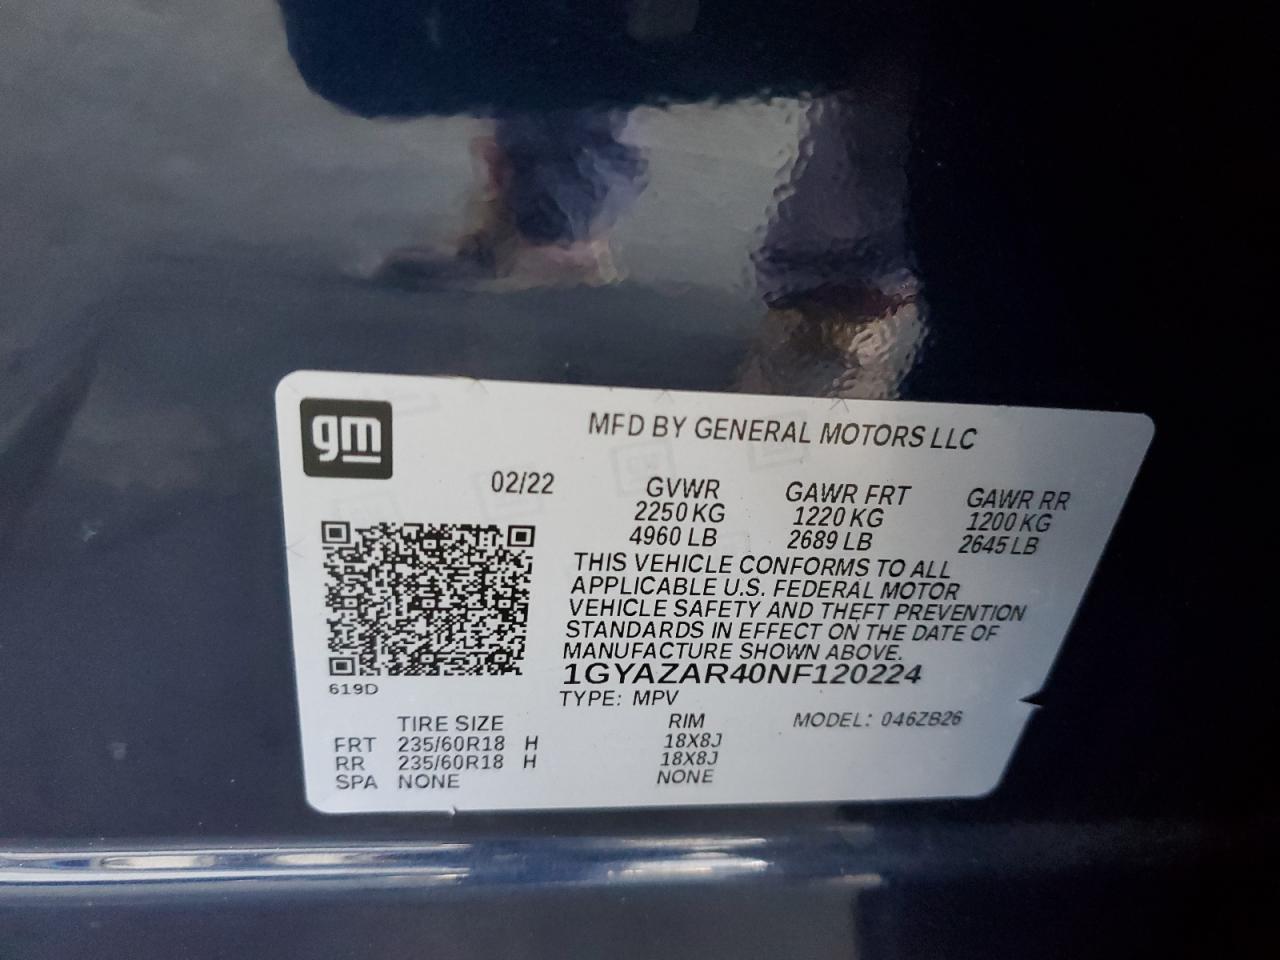 gm
MFD BY GENERAL MOTORS LLC
02/22 GVWR GAWR FRT GAWR RR
2250 KG 1220 KG 1200 KG
4960 LB 2689 LB 2645 LB
THIS VEHICLE CONFORMS TO ALL
APPLICABLE U.S. FEDERAL MOTOR
VEHICLE SAFETY AND THEFT PREVENTION
STANDARDS IN EFFECT ON THE DATE OF
MANUFACTURE SHOWN ABOVE.
1GYAZAR40NF120224
619D
TYPE: MPV MODEL: 046ZB26
TIRE SIZE RIM
FRT 235/60R18 H 18X8J
RR 235/60R18 H 18X8J
SPA NONE NONE